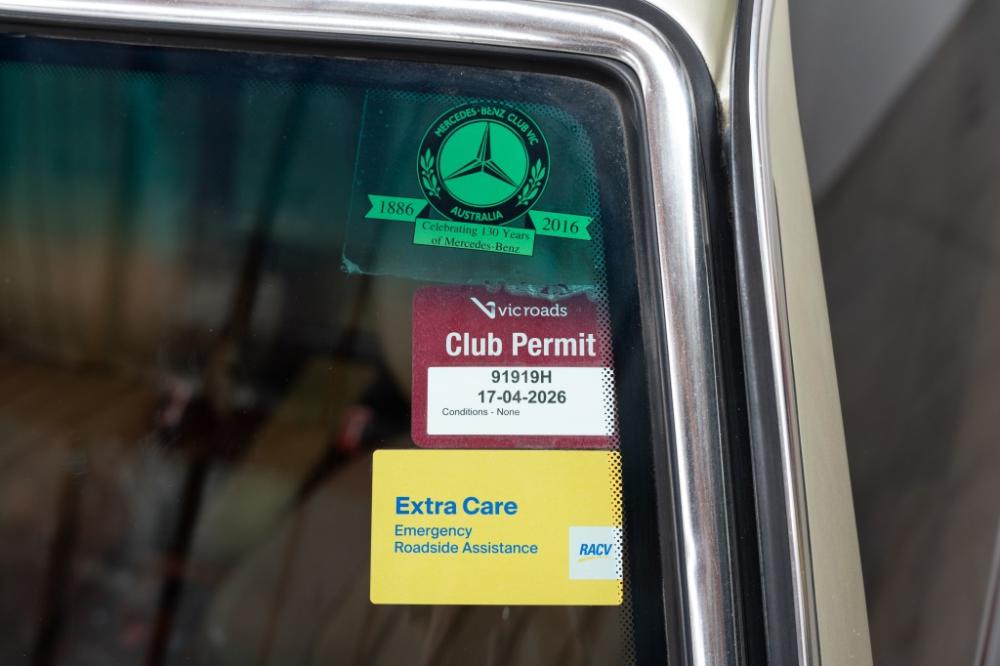 MERCEDES-BENZ CLUB VIC
AUSTRALIA
1886
2016
Celebrating 130 Years
of Mercedes-Benz
vicroads
Club Permit
91919H
17-04-2026
Conditions - None
Extra Care
Emergency
Roadside Assistance
RACV